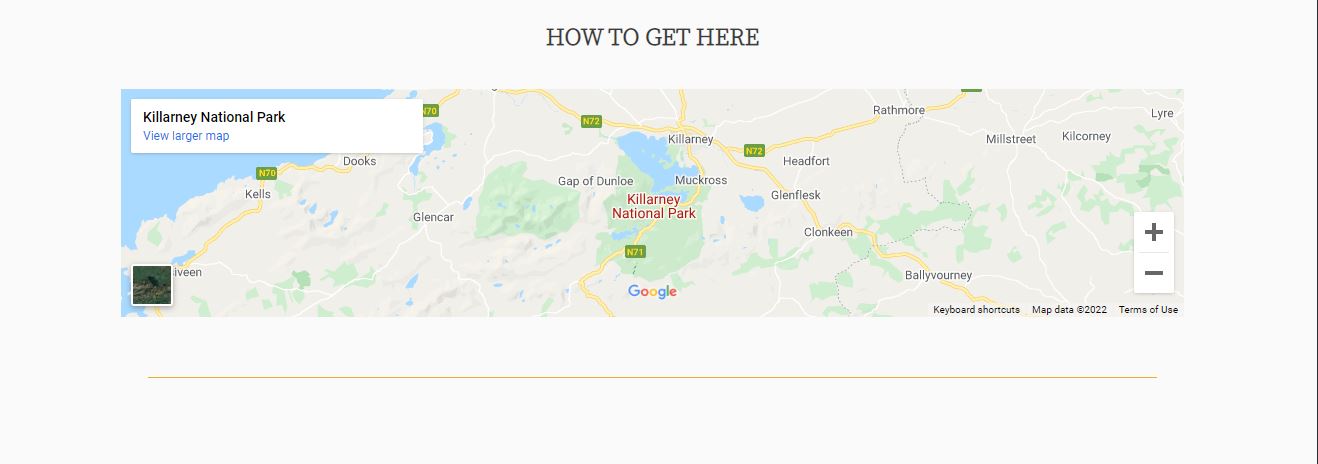 HOW TO GET HERE
Killarney National Park
View larger map
N70
N72
Rathmore
Lyre
Killarney
Millstreet
Kilcorney
N72
Dooks
Headfort
N70
Kells
Gap of Dunloe
Muckross
Killarney
National Park
Glenflesk
Glencar
Clonkeen
N71
iveen
Ballyvourney
Google
Keyboard shortcuts
Map data ©2022
Terms of Use